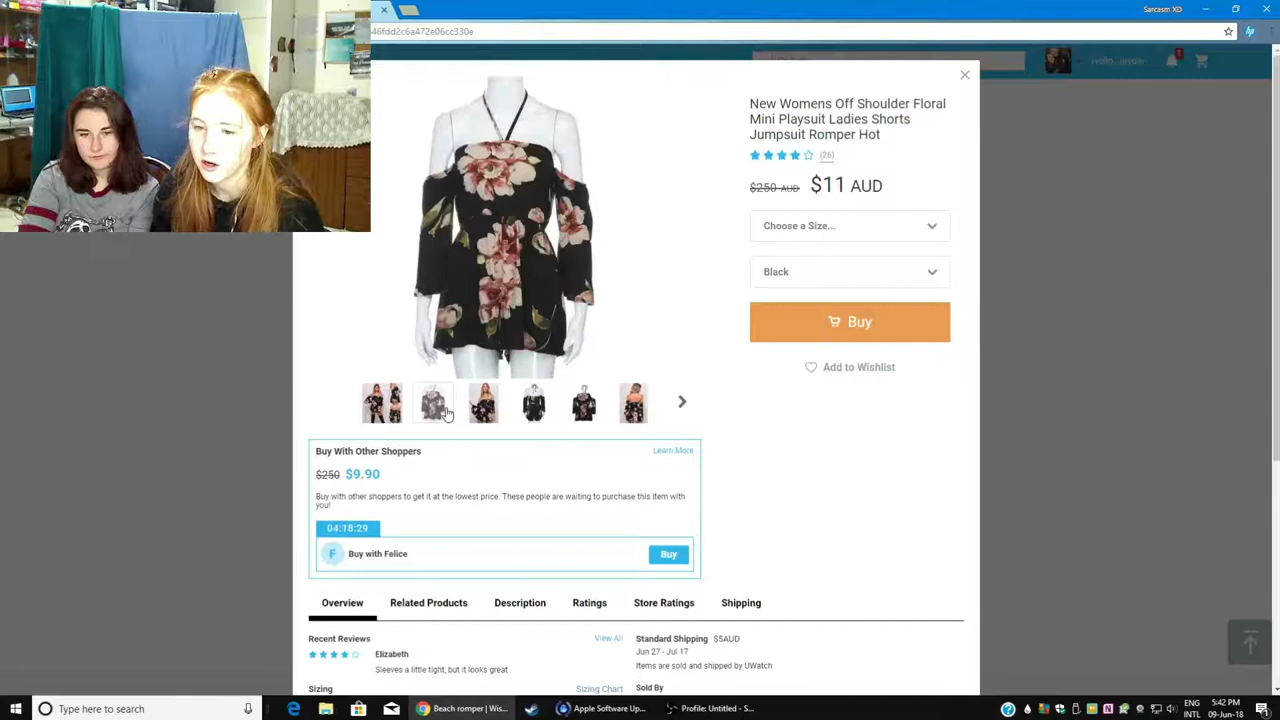 Sarcasm XO
46fdd2c6a472e06cc330e
New Womens Off Shoulder Floral
Mini Playsuit Ladies Shorts
Jumpsuit Romper Hot
(26)
$250 AUD $11 AUD
Choose a Size...
Black
Buy
Add to Wishlist
Buy With Other Shoppers Learn More
$250 $9.90
Buy with other shoppers to get it at the lowest price. These people are waiting to purchase this item with
you!
04:18:29
F Buy with Felice Buy
Overview Related Products Description Ratings Store Ratings Shipping
Recent Reviews View All Standard Shipping $5AUD
Elizabeth Jun 27 - Jul 17
Sleeves a little tight, but it looks great Items are sold and shipped by UWatch
Sizing Sizing Chart Sold By
Type here to search Beach romper | Wis... Apple Software Up... Profile: Untitled - S... ENG 5:42 PM
INTL 09-Jun-18